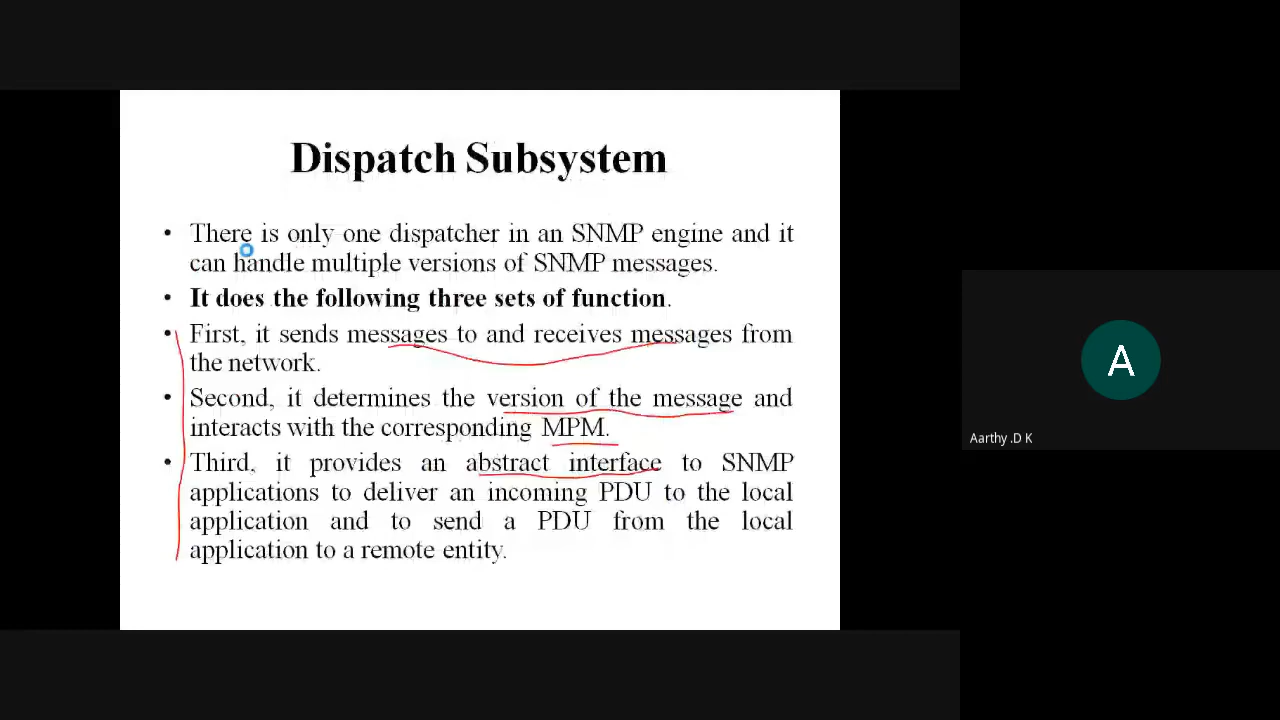 Dispatch Subsystem
• There is only one dispatcher in an SNMP engine and it
can handle multiple versions of SNMP messages.
• It does the following three sets of function.
• First, it sends messages to and receives messages from
the network.
• Second, it determines the version of the message and
interacts with the corresponding MPM.
• Third, it provides an abstract interface to SNMP
applications to deliver an incoming PDU to the local
application and to send a PDU from the local
application to a remote entity.
A
Aarthy .D K